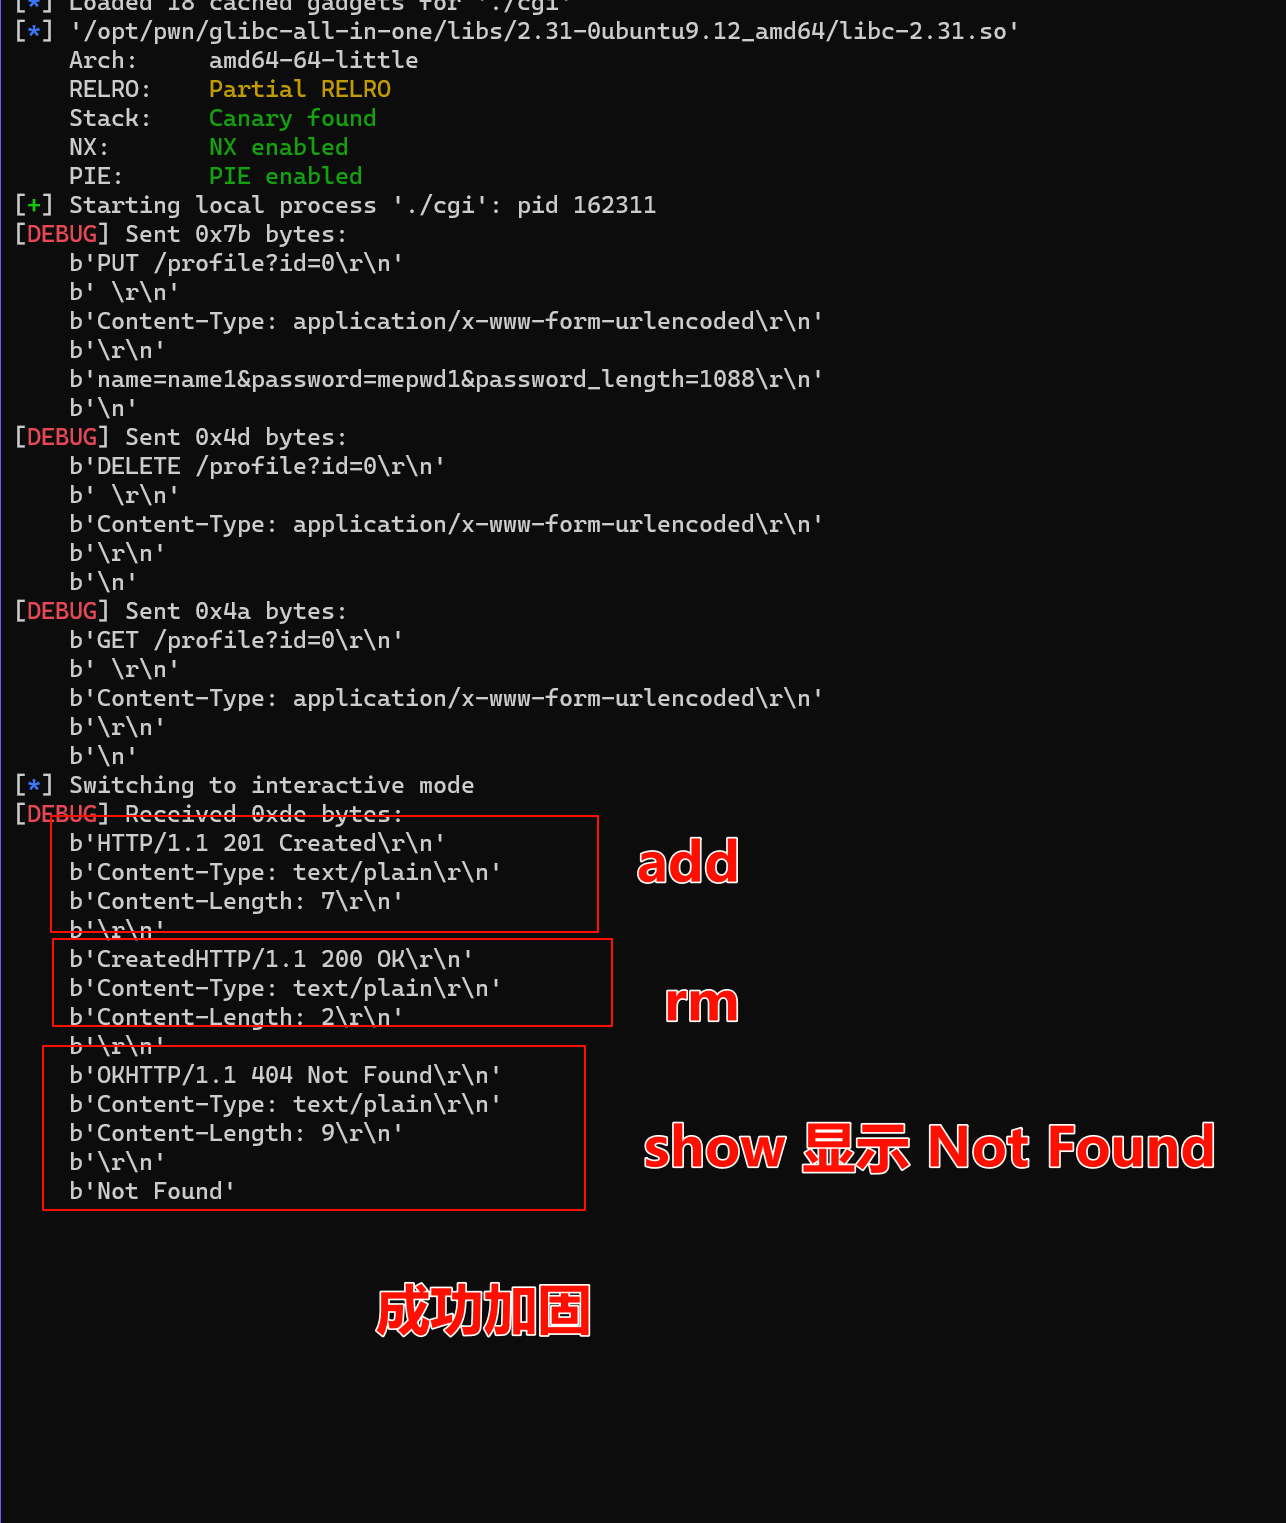 [*] Loaded 18 cached gadgets for './cgi'
[*] '/opt/pwn/glibc-all-in-one/libs/2.31-0ubuntu9.12_amd64/libc-2.31.so'
    Arch:     amd64-64-little
    RELRO:    Partial RELRO
    Stack:    Canary found
    NX:       NX enabled
    PIE:      PIE enabled
[+] Starting local process './cgi': pid 162311
[DEBUG] Sent 0x7b bytes:
    b'PUT /profile?id=0\r\n'
    b' \r\n'
    b'Content-Type: application/x-www-form-urlencoded\r\n'
    b'\r\n'
    b'name=name1&password=mepwd1&password_length=1088\r\n'
    b'\n'
[DEBUG] Sent 0x4d bytes:
    b'DELETE /profile?id=0\r\n'
    b' \r\n'
    b'Content-Type: application/x-www-form-urlencoded\r\n'
    b'\r\n'
    b'\n'
[DEBUG] Sent 0x4a bytes:
    b'GET /profile?id=0\r\n'
    b' \r\n'
    b'Content-Type: application/x-www-form-urlencoded\r\n'
    b'\r\n'
    b'\n'
[*] Switching to interactive mode
[DEBUG] Received 0xde bytes:
    b'HTTP/1.1 201 Created\r\n'
    b'Content-Type: text/plain\r\n'
    b'Content-Length: 7\r\n'
    b'\r\n'
add
    b'CreatedHTTP/1.1 200 OK\r\n'
    b'Content-Type: text/plain\r\n'
    b'Content-Length: 2\r\n'
    b'\r\n'
rm
    b'OKHTTP/1.1 404 Not Found\r\n'
    b'Content-Type: text/plain\r\n'
    b'Content-Length: 9\r\n'
    b'\r\n'
    b'Not Found'
show 显示 Not Found
成功加固